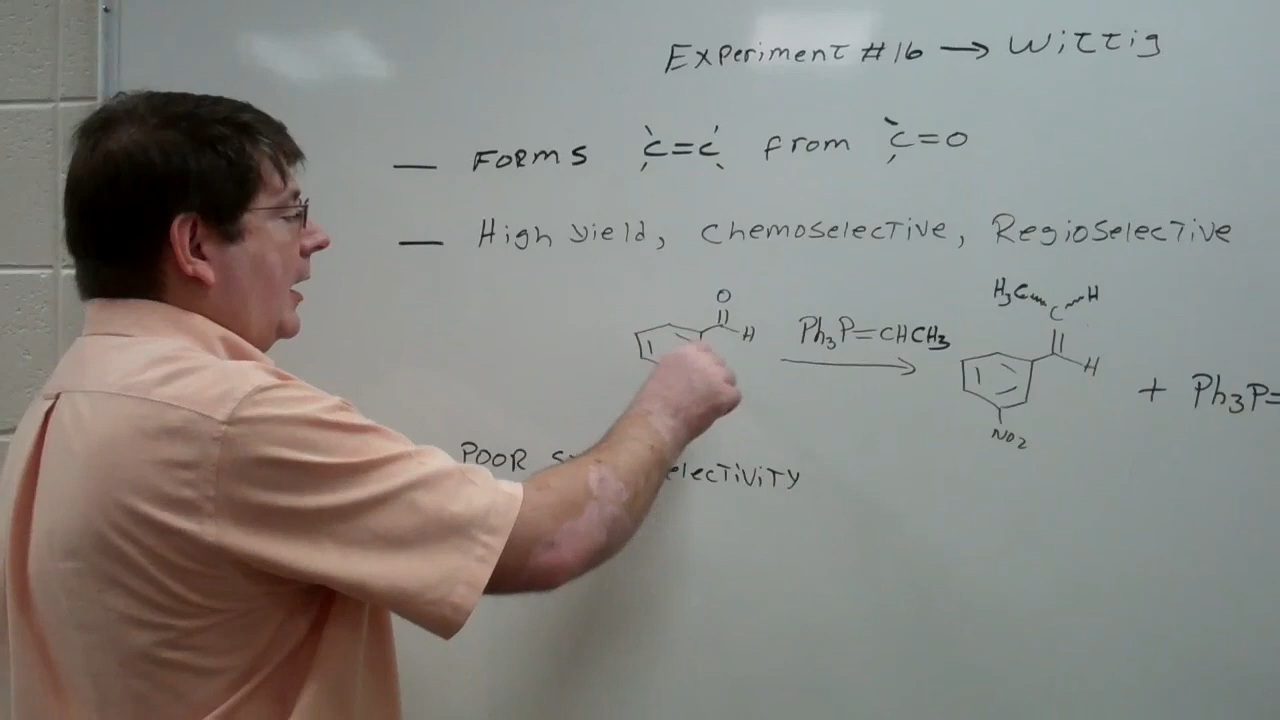 Experiment #16 → Wittig
— Forms C=C from C=O
— High yield, Chemoselective, Regioselective
O
H
Ph3P=CHCH3
H3C H
C
H
NO2
+ Ph3P=
POOR electivity